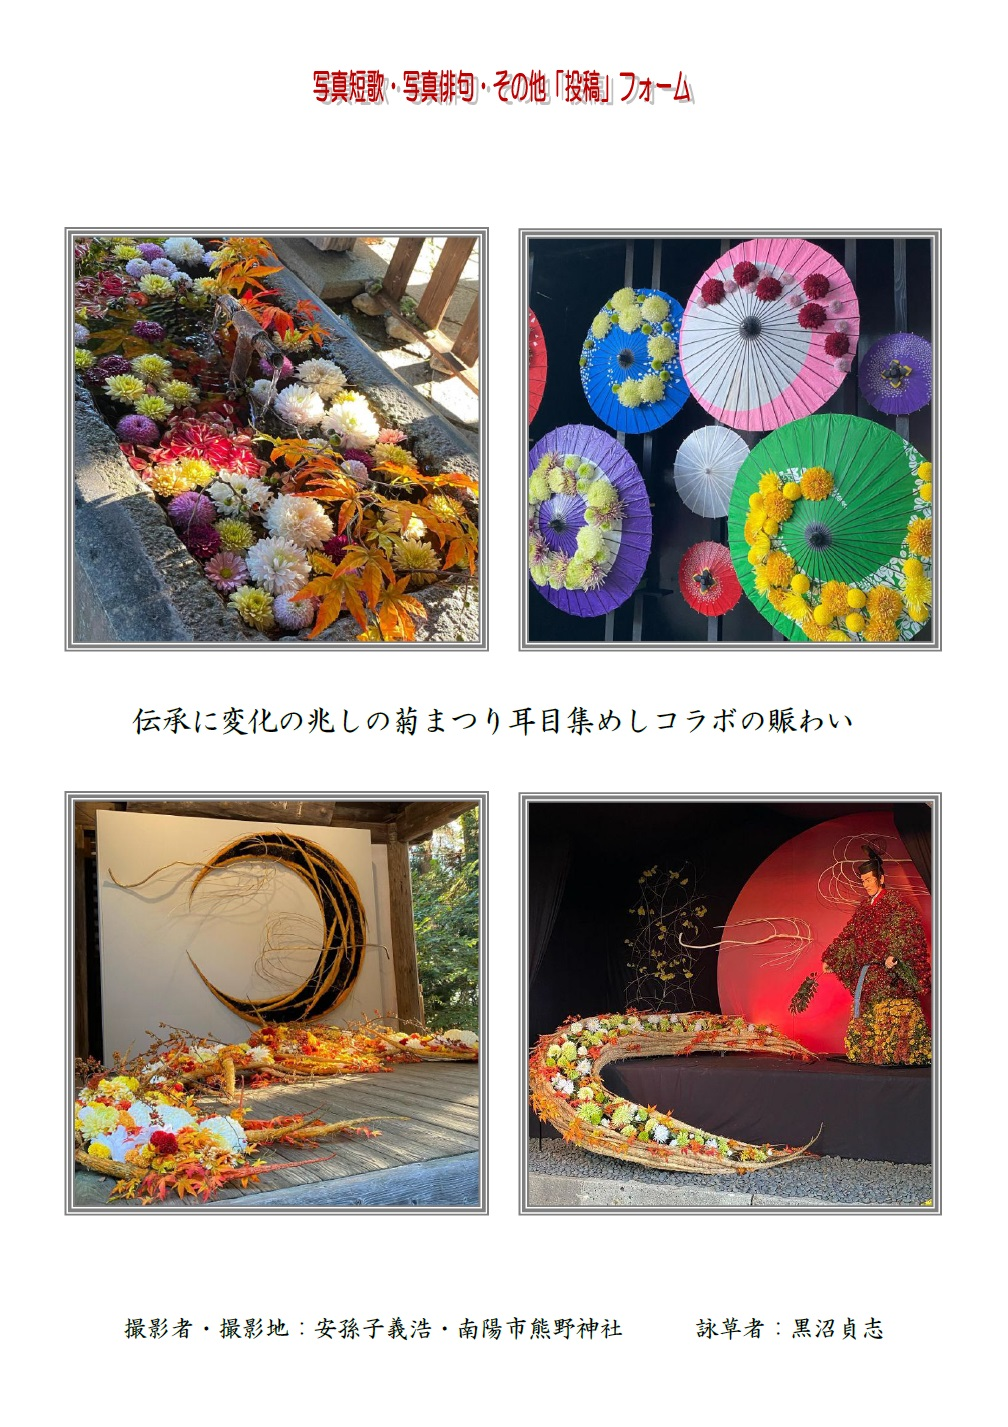 写真短歌・写真俳句・その他「投稿」フォーム
伝承に変化の兆しの菊まつり耳目集めしコラボの賑わい
撮影者・撮影地：安孫子義浩・南陽市熊野神社　　　詠草者：黒沼貞志